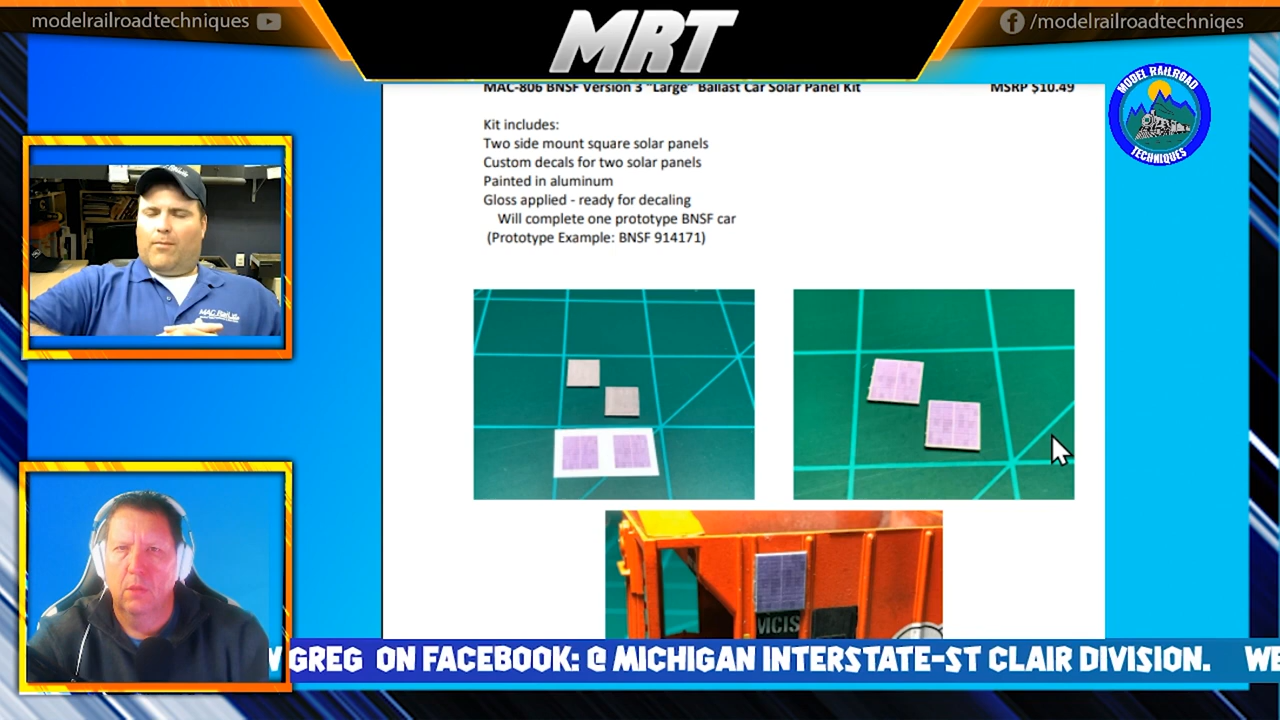 modelrailroadtechniques
MRT
/modelrailroadtechniqes
MODEL RAILROAD
TECHNIQUES
MAC-806 BNSF Version 3 "Large" Ballast Car Solar Panel Kit MSRP $10.49
Kit includes:
Two side mount square solar panels
Custom decals for two solar panels
Painted in aluminum
Gloss applied - ready for decaling
Will complete one prototype BNSF car
(Prototype Example: BNSF 914171)
MCIS
GREG ON FACEBOOK: @ MICHIGAN INTERSTATE-ST CLAIR DIVISION. WE